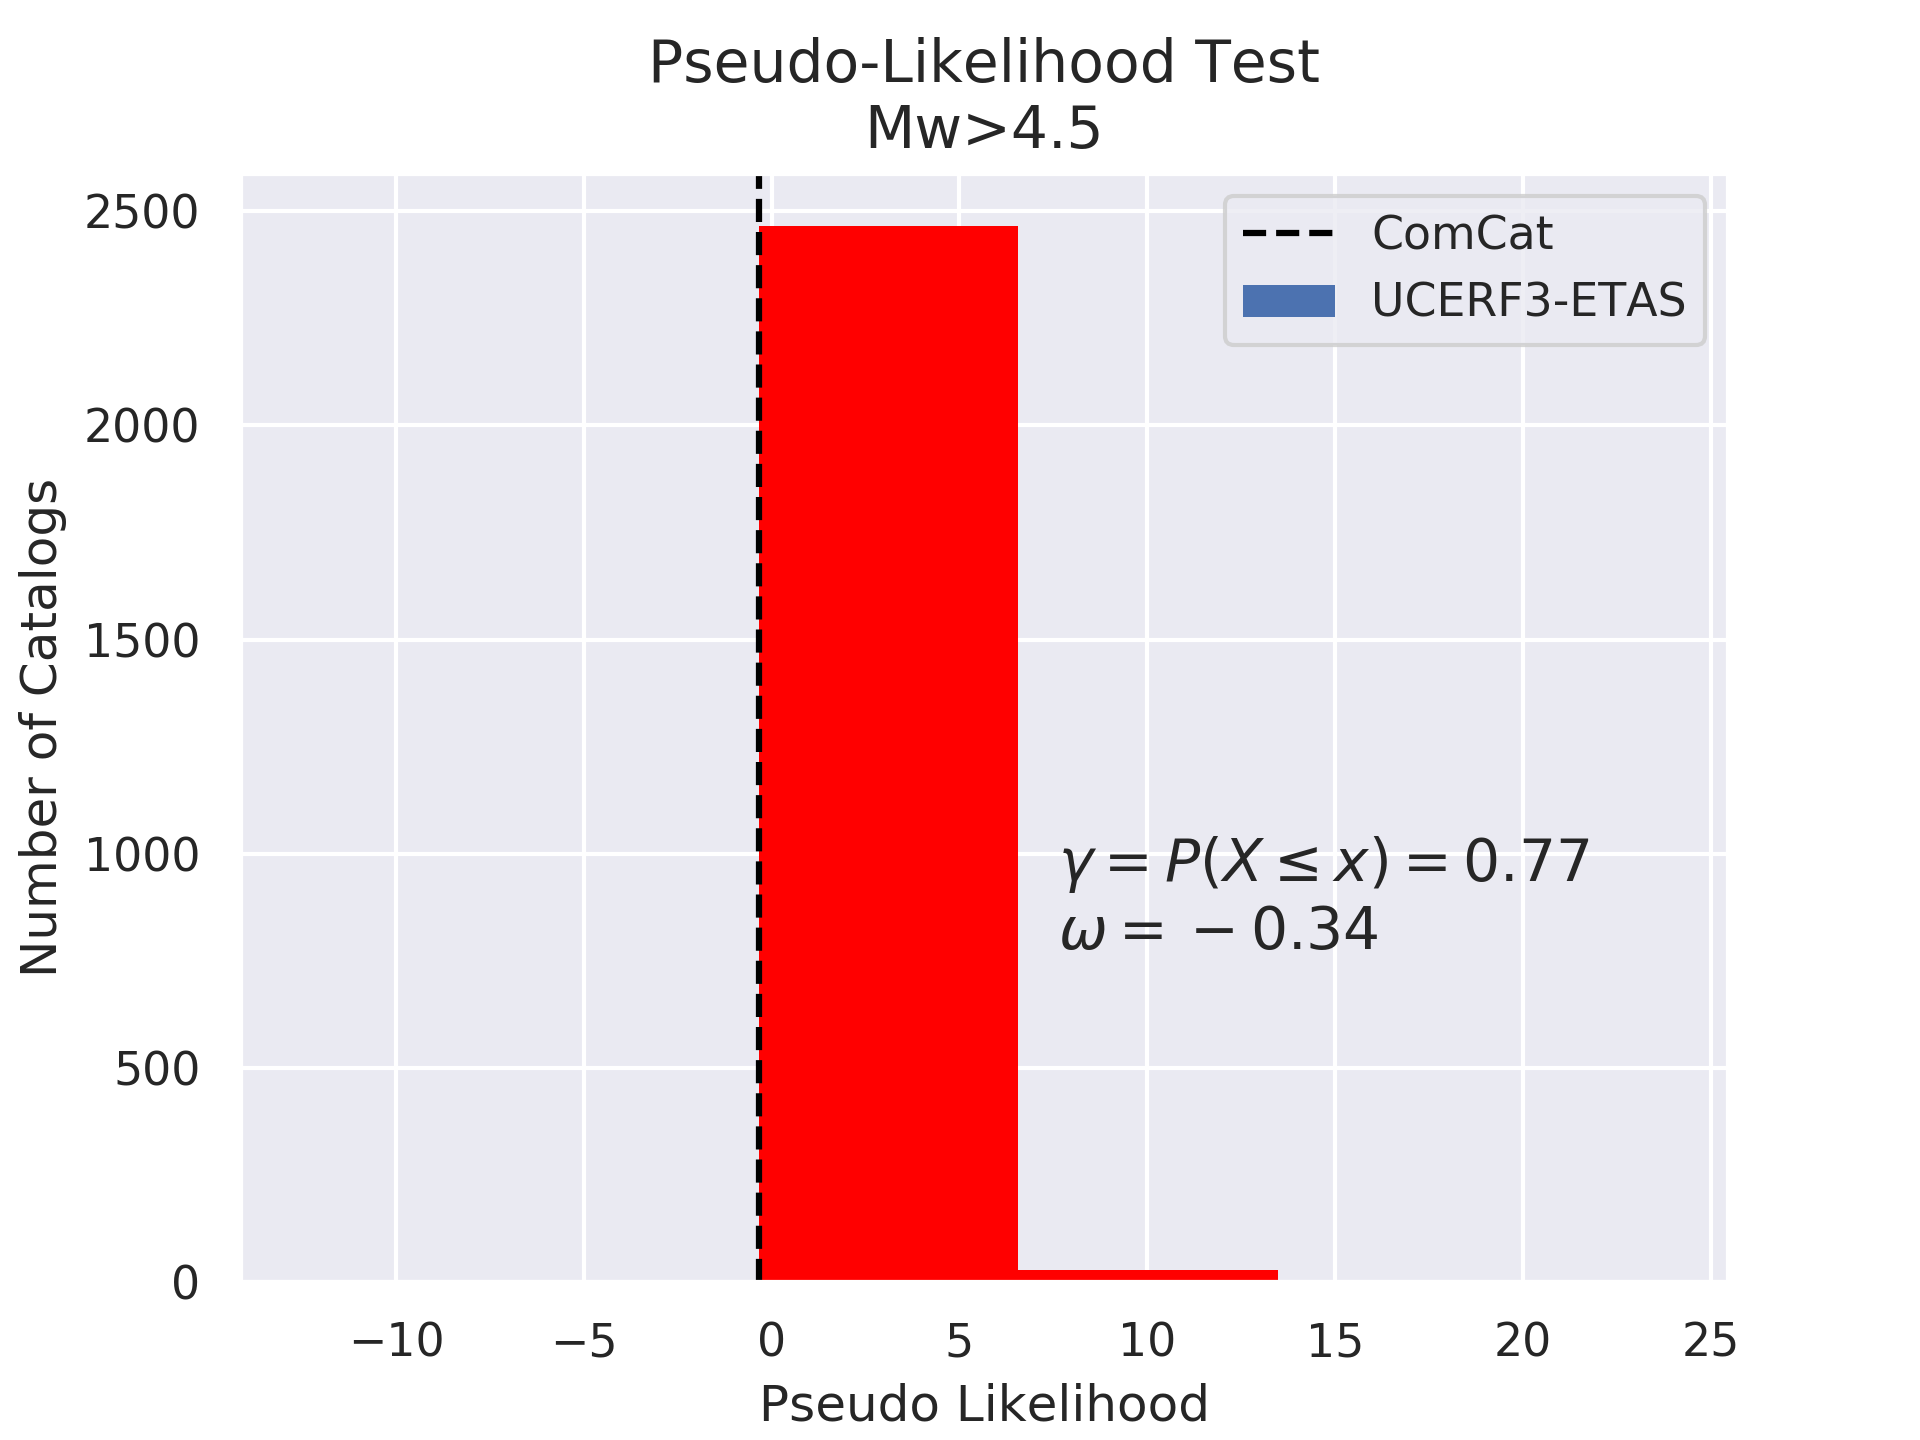 Pseudo-Likelihood Test
Mw>4.5
2500
2000
1500
1000
500
0
Number of Catalogs
ComCat
UCERF3-ETAS
γ = P(X ≤ x) = 0.77
ω = − 0.34
−10 −5 0 5 10 15 20 25
Pseudo Likelihood